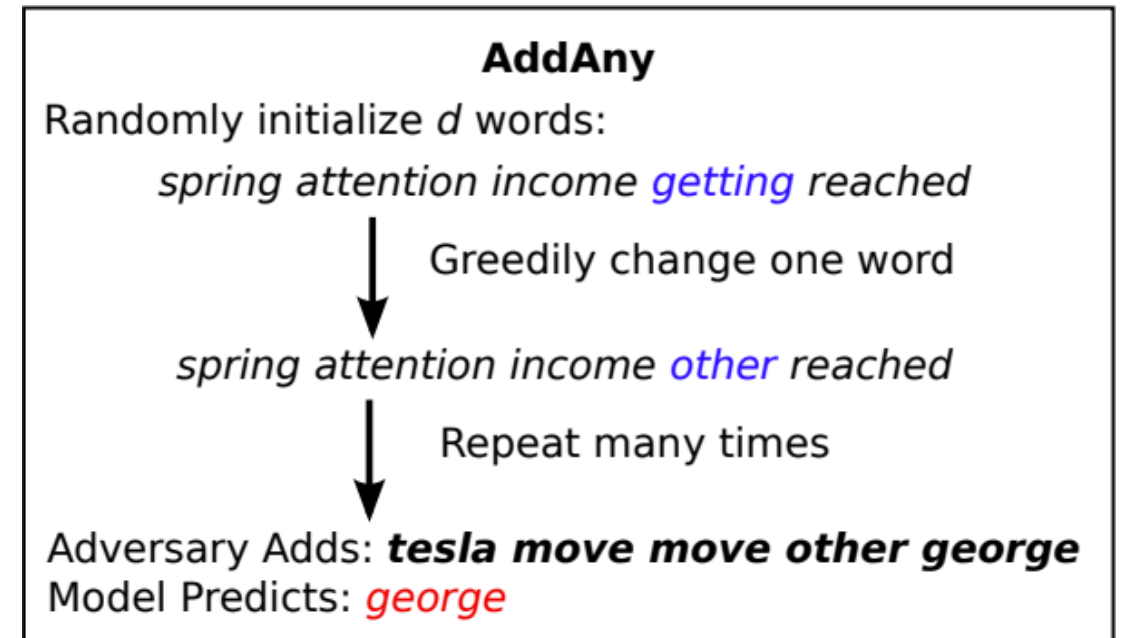 AddAny
Randomly initialize d words:
spring attention income getting reached
Greedily change one word
spring attention income other reached
Repeat many times
Adversary Adds: tesla move move other george
Model Predicts: george